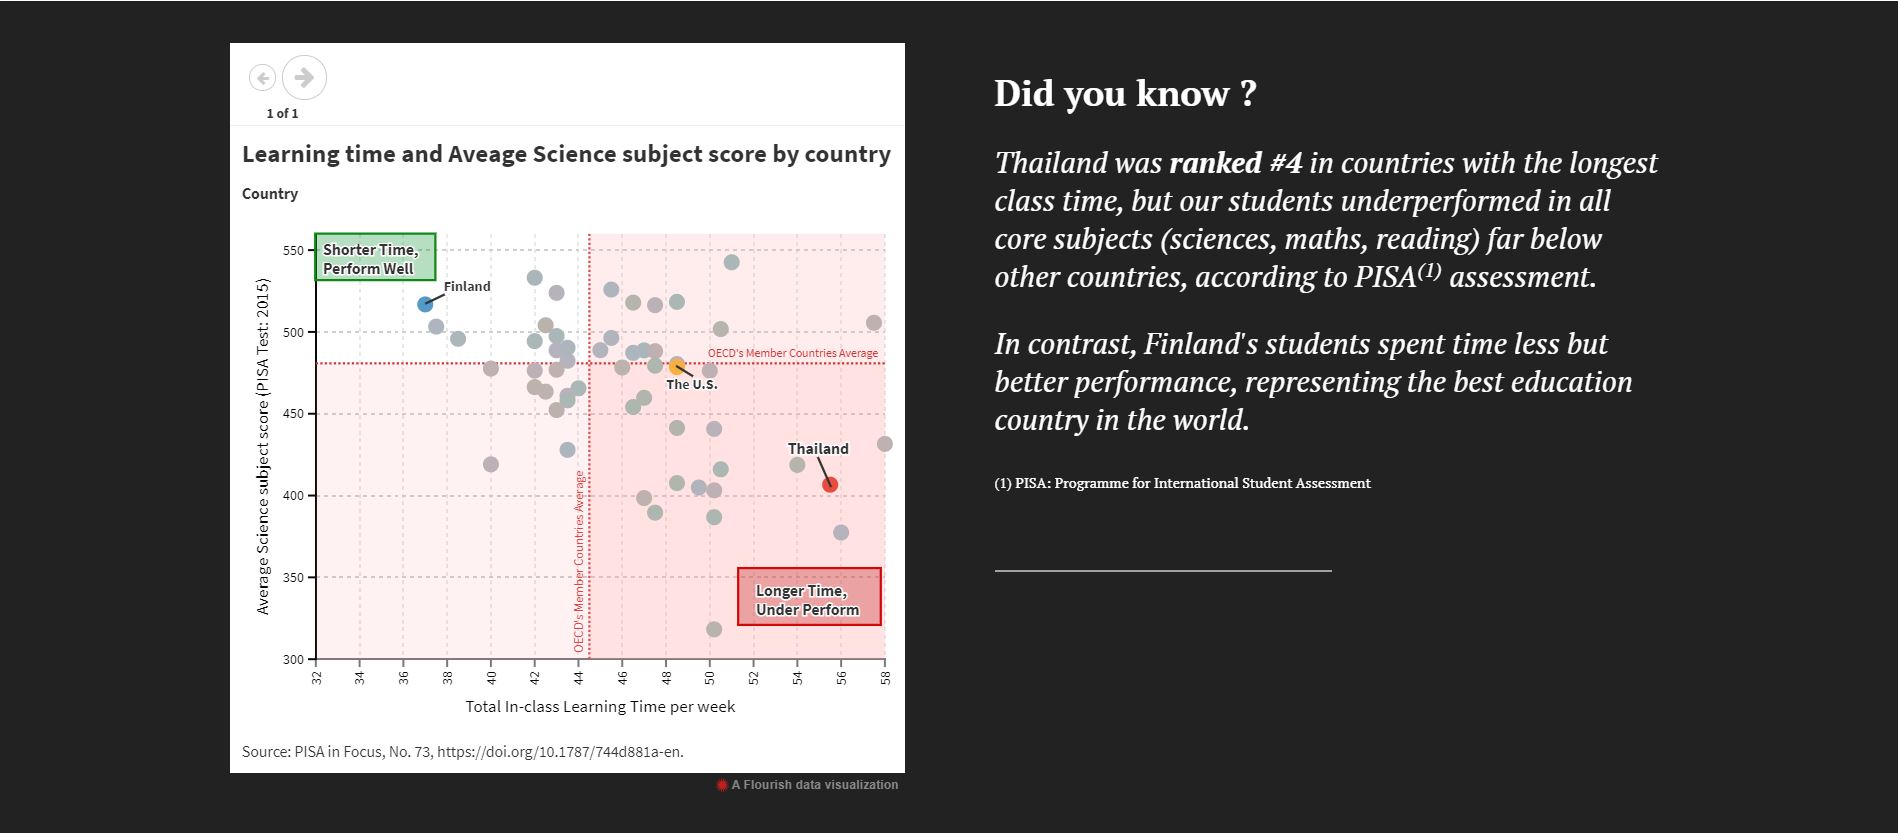 1 of 1
Learning time and Aveage Science subject score by country
Country
Average Science subject score (PISA Test: 2015)
550
500
450
400
350
300
Shorter Time,
Perform Well
Finland
OECD's Member Countries Average
The U.S.
Thailand
OECD's Member Countries Average
Longer Time,
Under Perform
32
34
36
38
40
42
44
46
48
50
52
54
56
58
Total In-class Learning Time per week
Source: PISA in Focus, No. 73, https://doi.org/10.1787/744d881a-en.
A Flourish data visualization
Did you know ?
Thailand was ranked #4 in countries with the longest
class time, but our students underperformed in all
core subjects (sciences, maths, reading) far below
other countries, according to PISA(1) assessment.
In contrast, Finland's students spent time less but
better performance, representing the best education
country in the world.
(1) PISA: Programme for International Student Assessment